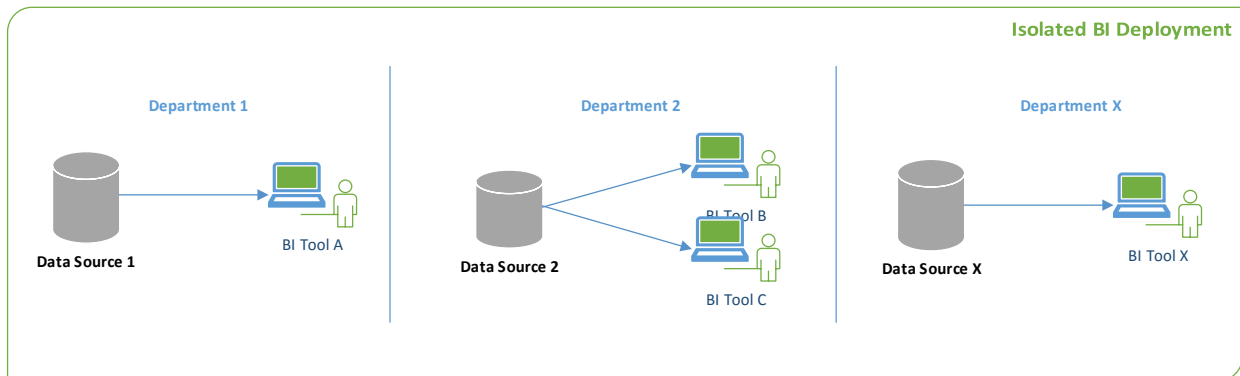 Isolated BI Deployment
Department 1
Department 2
Department X
BI Tool B
BI Tool A
Data Source 1
Data Source 2
BI Tool C
Data Source X
BI Tool X